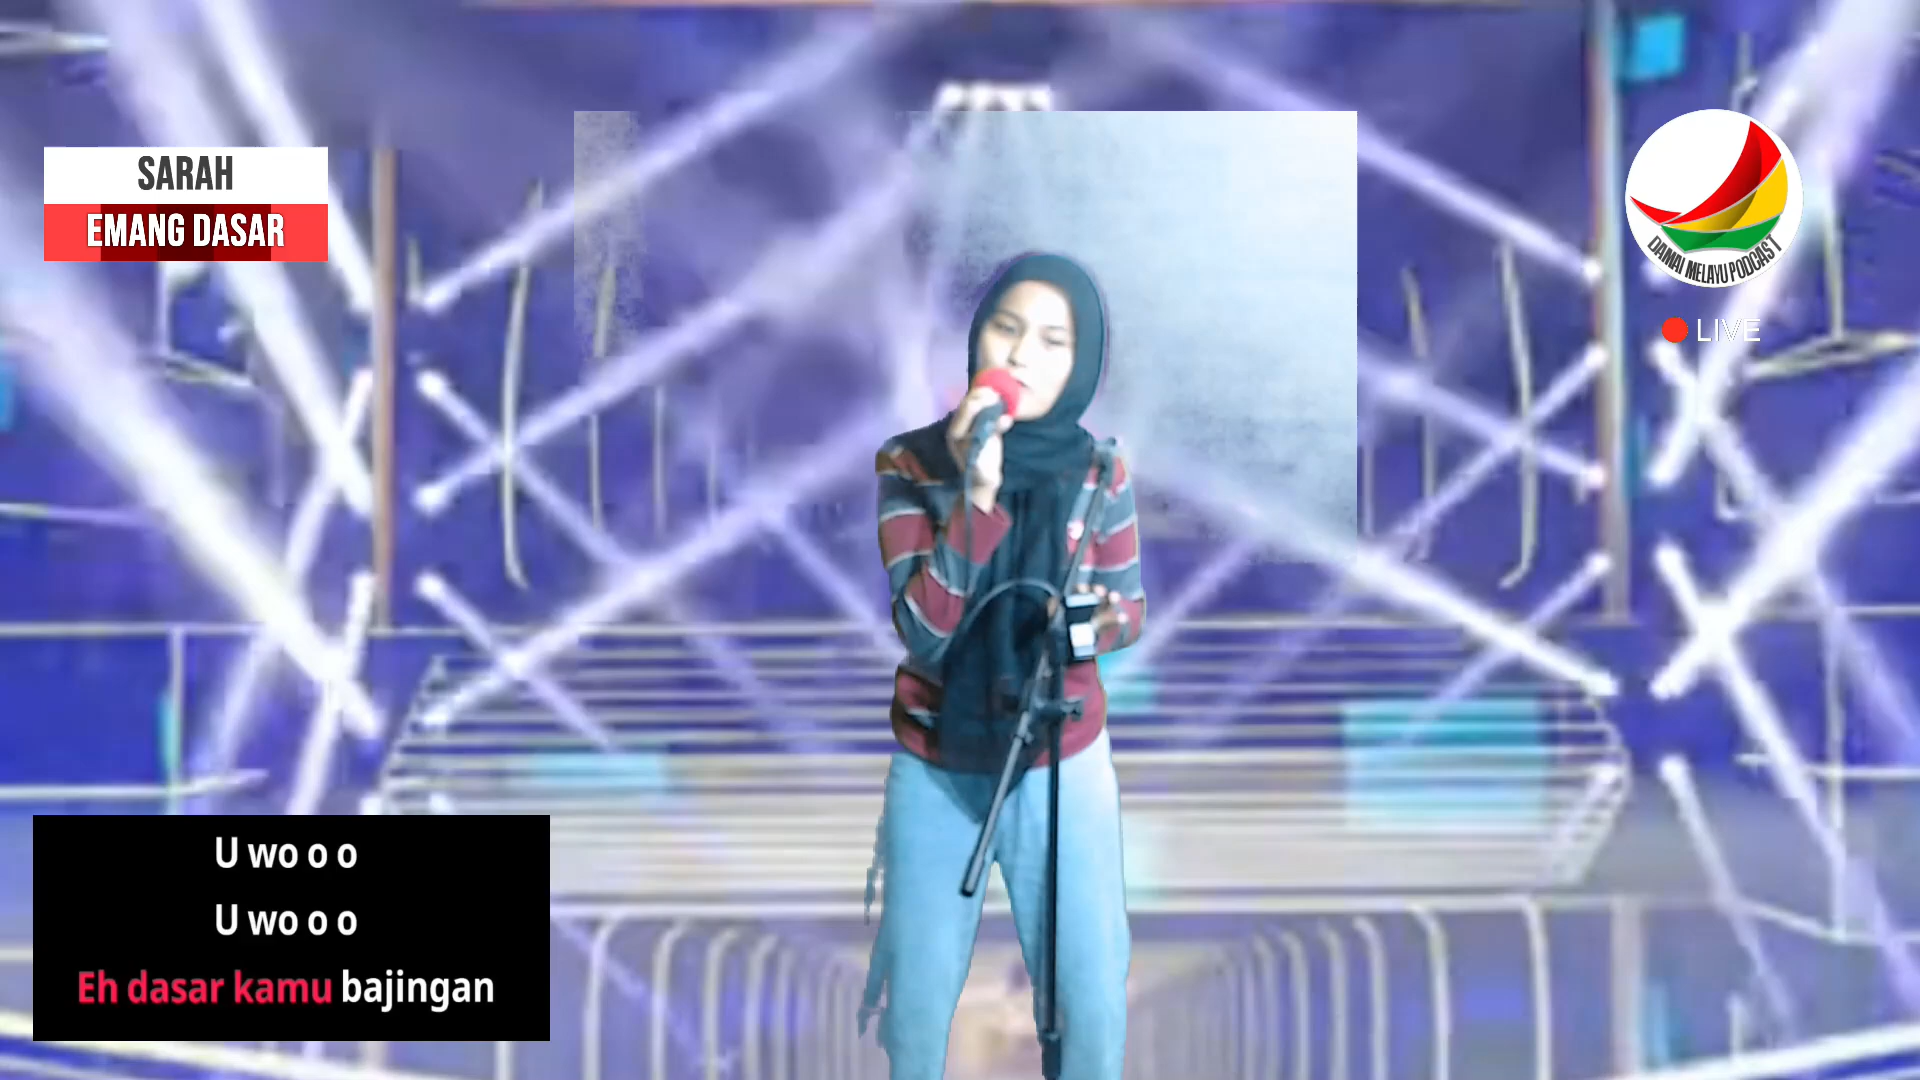 SARAH
EMANG DASAR
DAMAI MELAYU PODCAST
LIVE
U wo o o
U wo o o
Eh dasar kamu bajingan